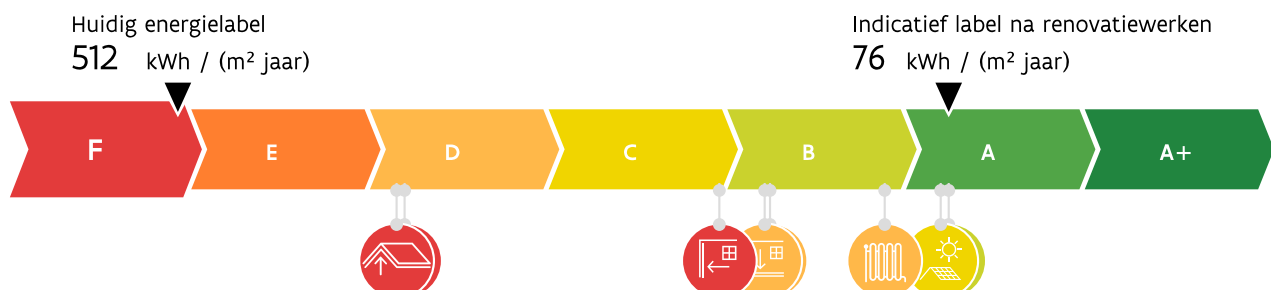 Huidig energielabel
512 kWh / (m² jaar)
Indicatief label na renovatiewerken
76 kWh / (m² jaar)
F E D C B A A+